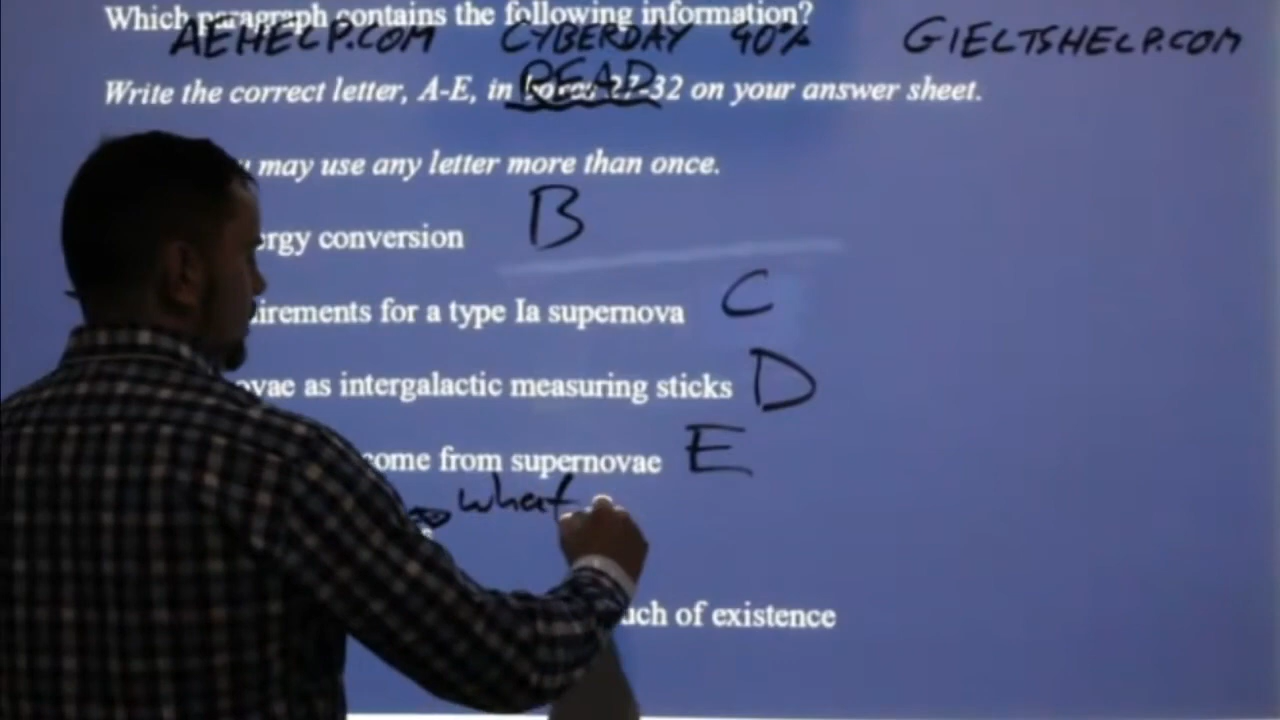 Which paragraph contains the following information?
AEHELP.COM CYBERDAY 40% GIELTSHELP.COM
READ
Write the correct letter, A-E, in boxes 27-32 on your answer sheet.
may use any letter more than once.
ergy conversion B
irements for a type Ia supernova C
ovae as intergalactic measuring sticks D
come from supernovae E
what
uch of existence